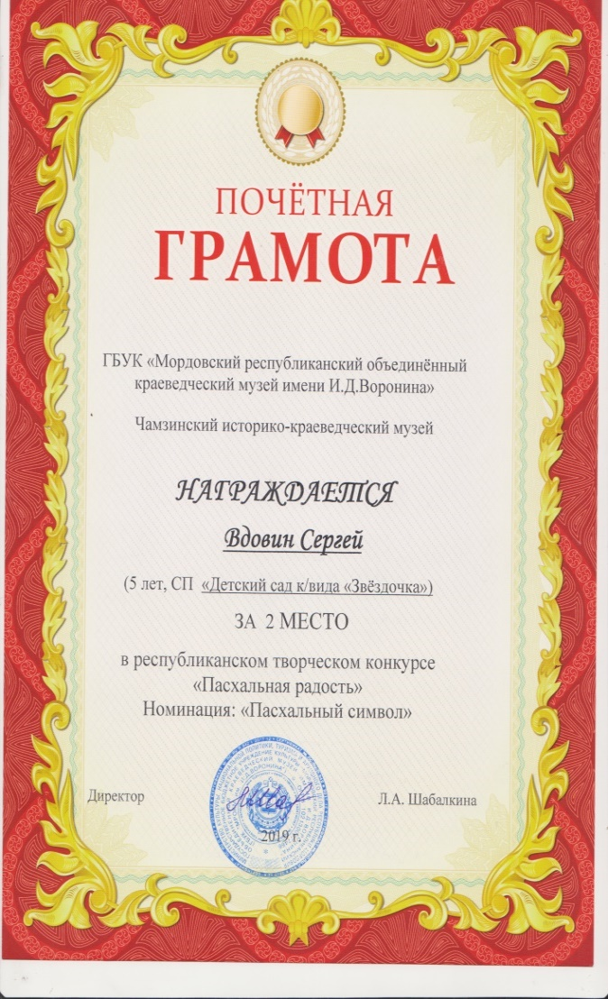 ПОЧЁТНАЯ
ГРАМОТА
ГБУК «Мордовский республиканский объединённый
краеведческий музей имени И.Д.Воронина»
Чамзинский историко-краеведческий музей
НАГРАЖДАЕТСЯ
Вдовин Сергей
(5 лет, СП «Детский сад к/вида «Звёздочка»)
ЗА 2 МЕСТО
в республиканском творческом конкурсе
«Пасхальная радость»
Номинация: «Пасхальный символ»
Директор
Л.А. Шабалкина
2019 г.